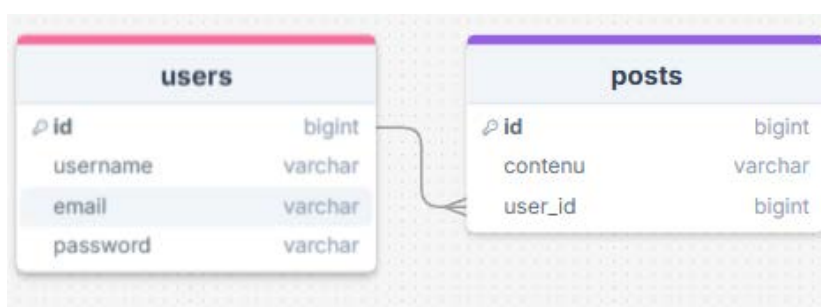 users
id bigint
username varchar
email varchar
password varchar
posts
id bigint
contenu varchar
user_id bigint